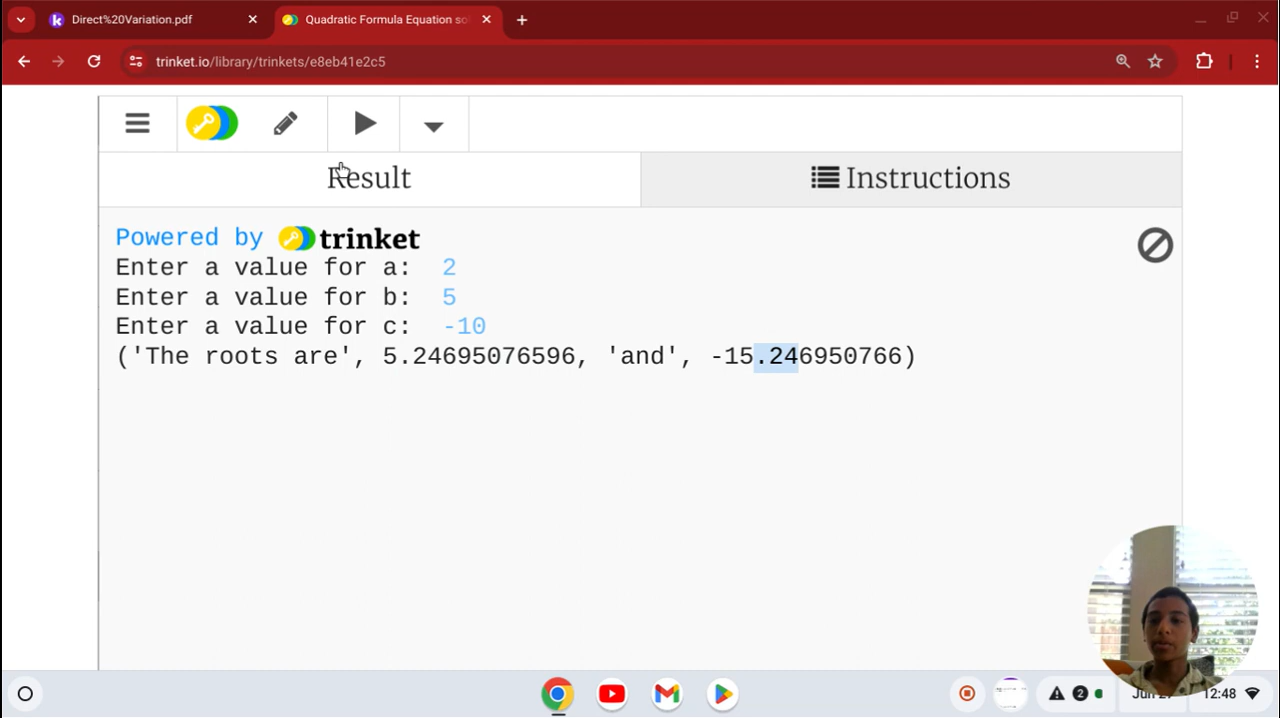 Direct%20Variation.pdf
Quadratic Formula Equation so
trinket.io/library/trinkets/e8eb41e2c5
Result
Instructions
Powered by trinket
Enter a value for a: 2
Enter a value for b: 5
Enter a value for c: -10
('The roots are', 5.24695076596, 'and', -15.246950766)
2
12:48